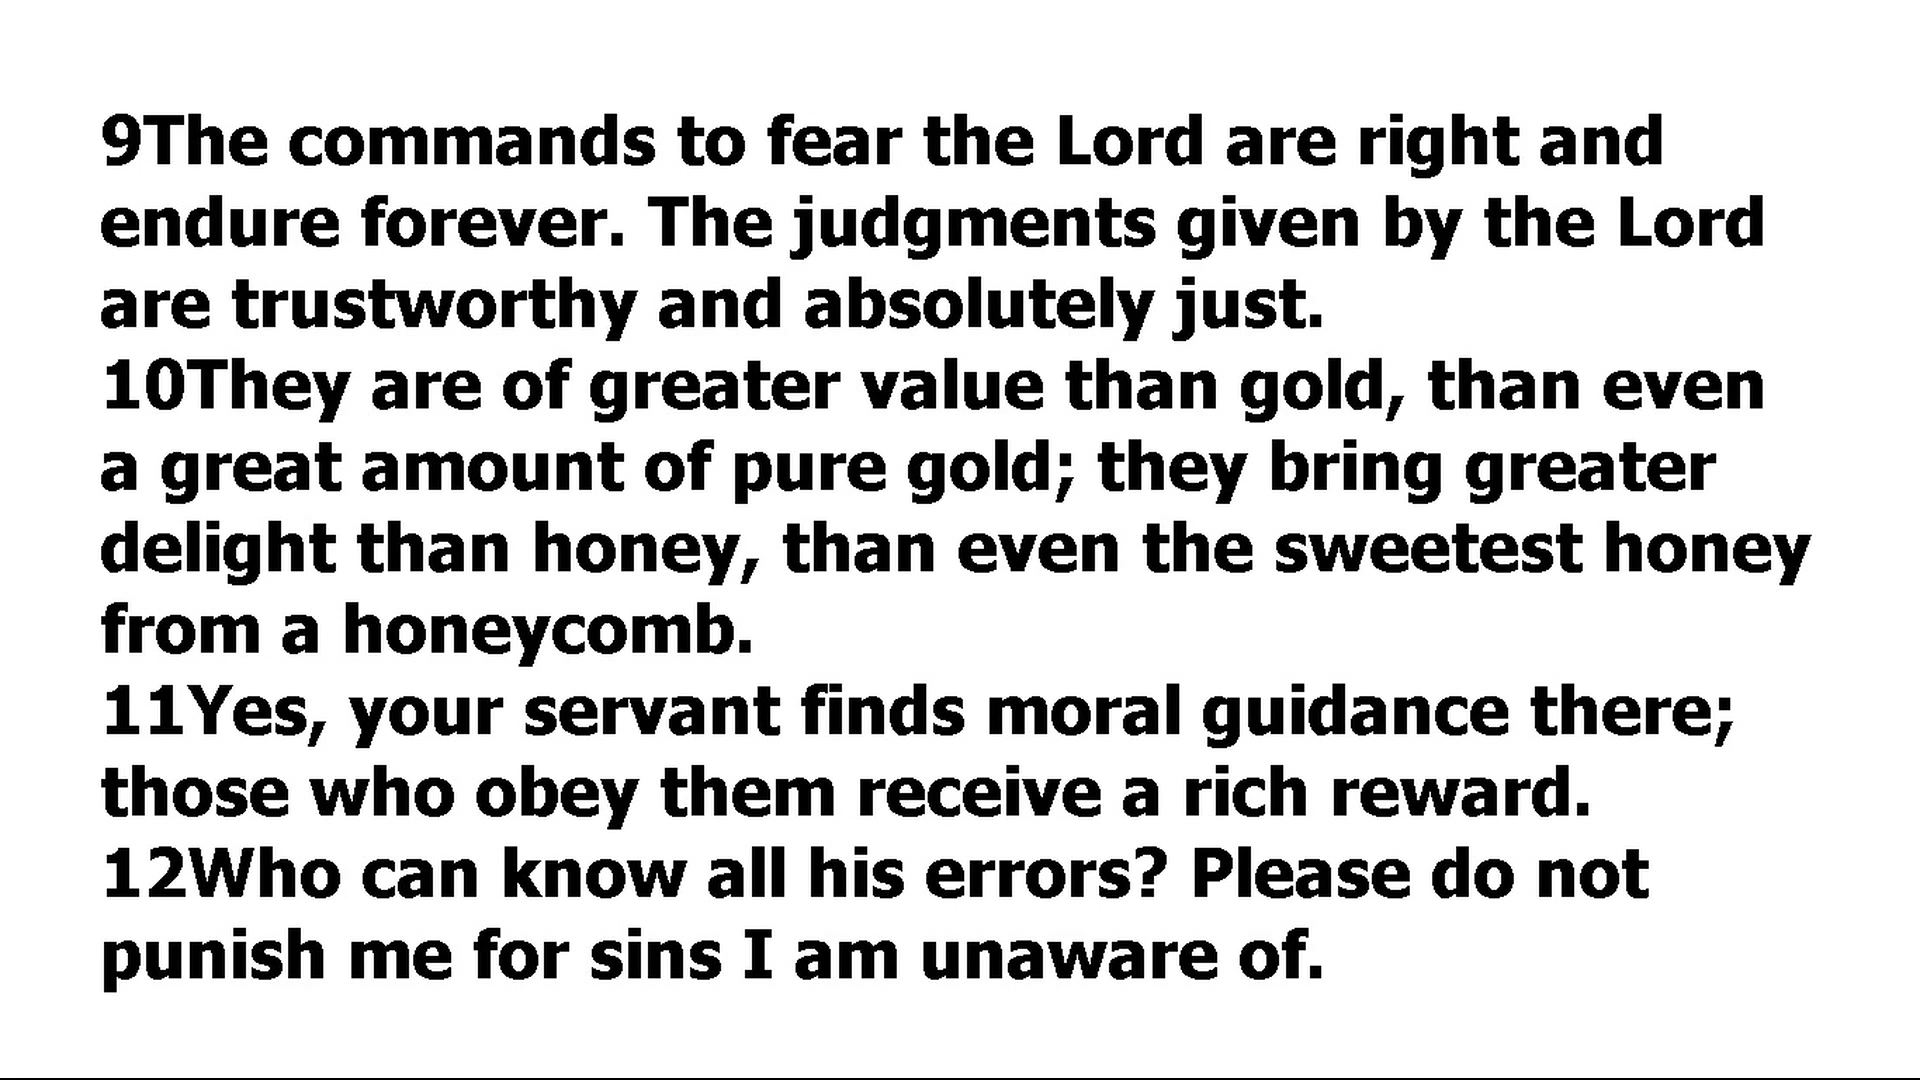 9The commands to fear the Lord are right and
endure forever. The judgments given by the Lord
are trustworthy and absolutely just.
10They are of greater value than gold, than even
a great amount of pure gold; they bring greater
delight than honey, than even the sweetest honey
from a honeycomb.
11Yes, your servant finds moral guidance there;
those who obey them receive a rich reward.
12Who can know all his errors? Please do not
punish me for sins I am unaware of.